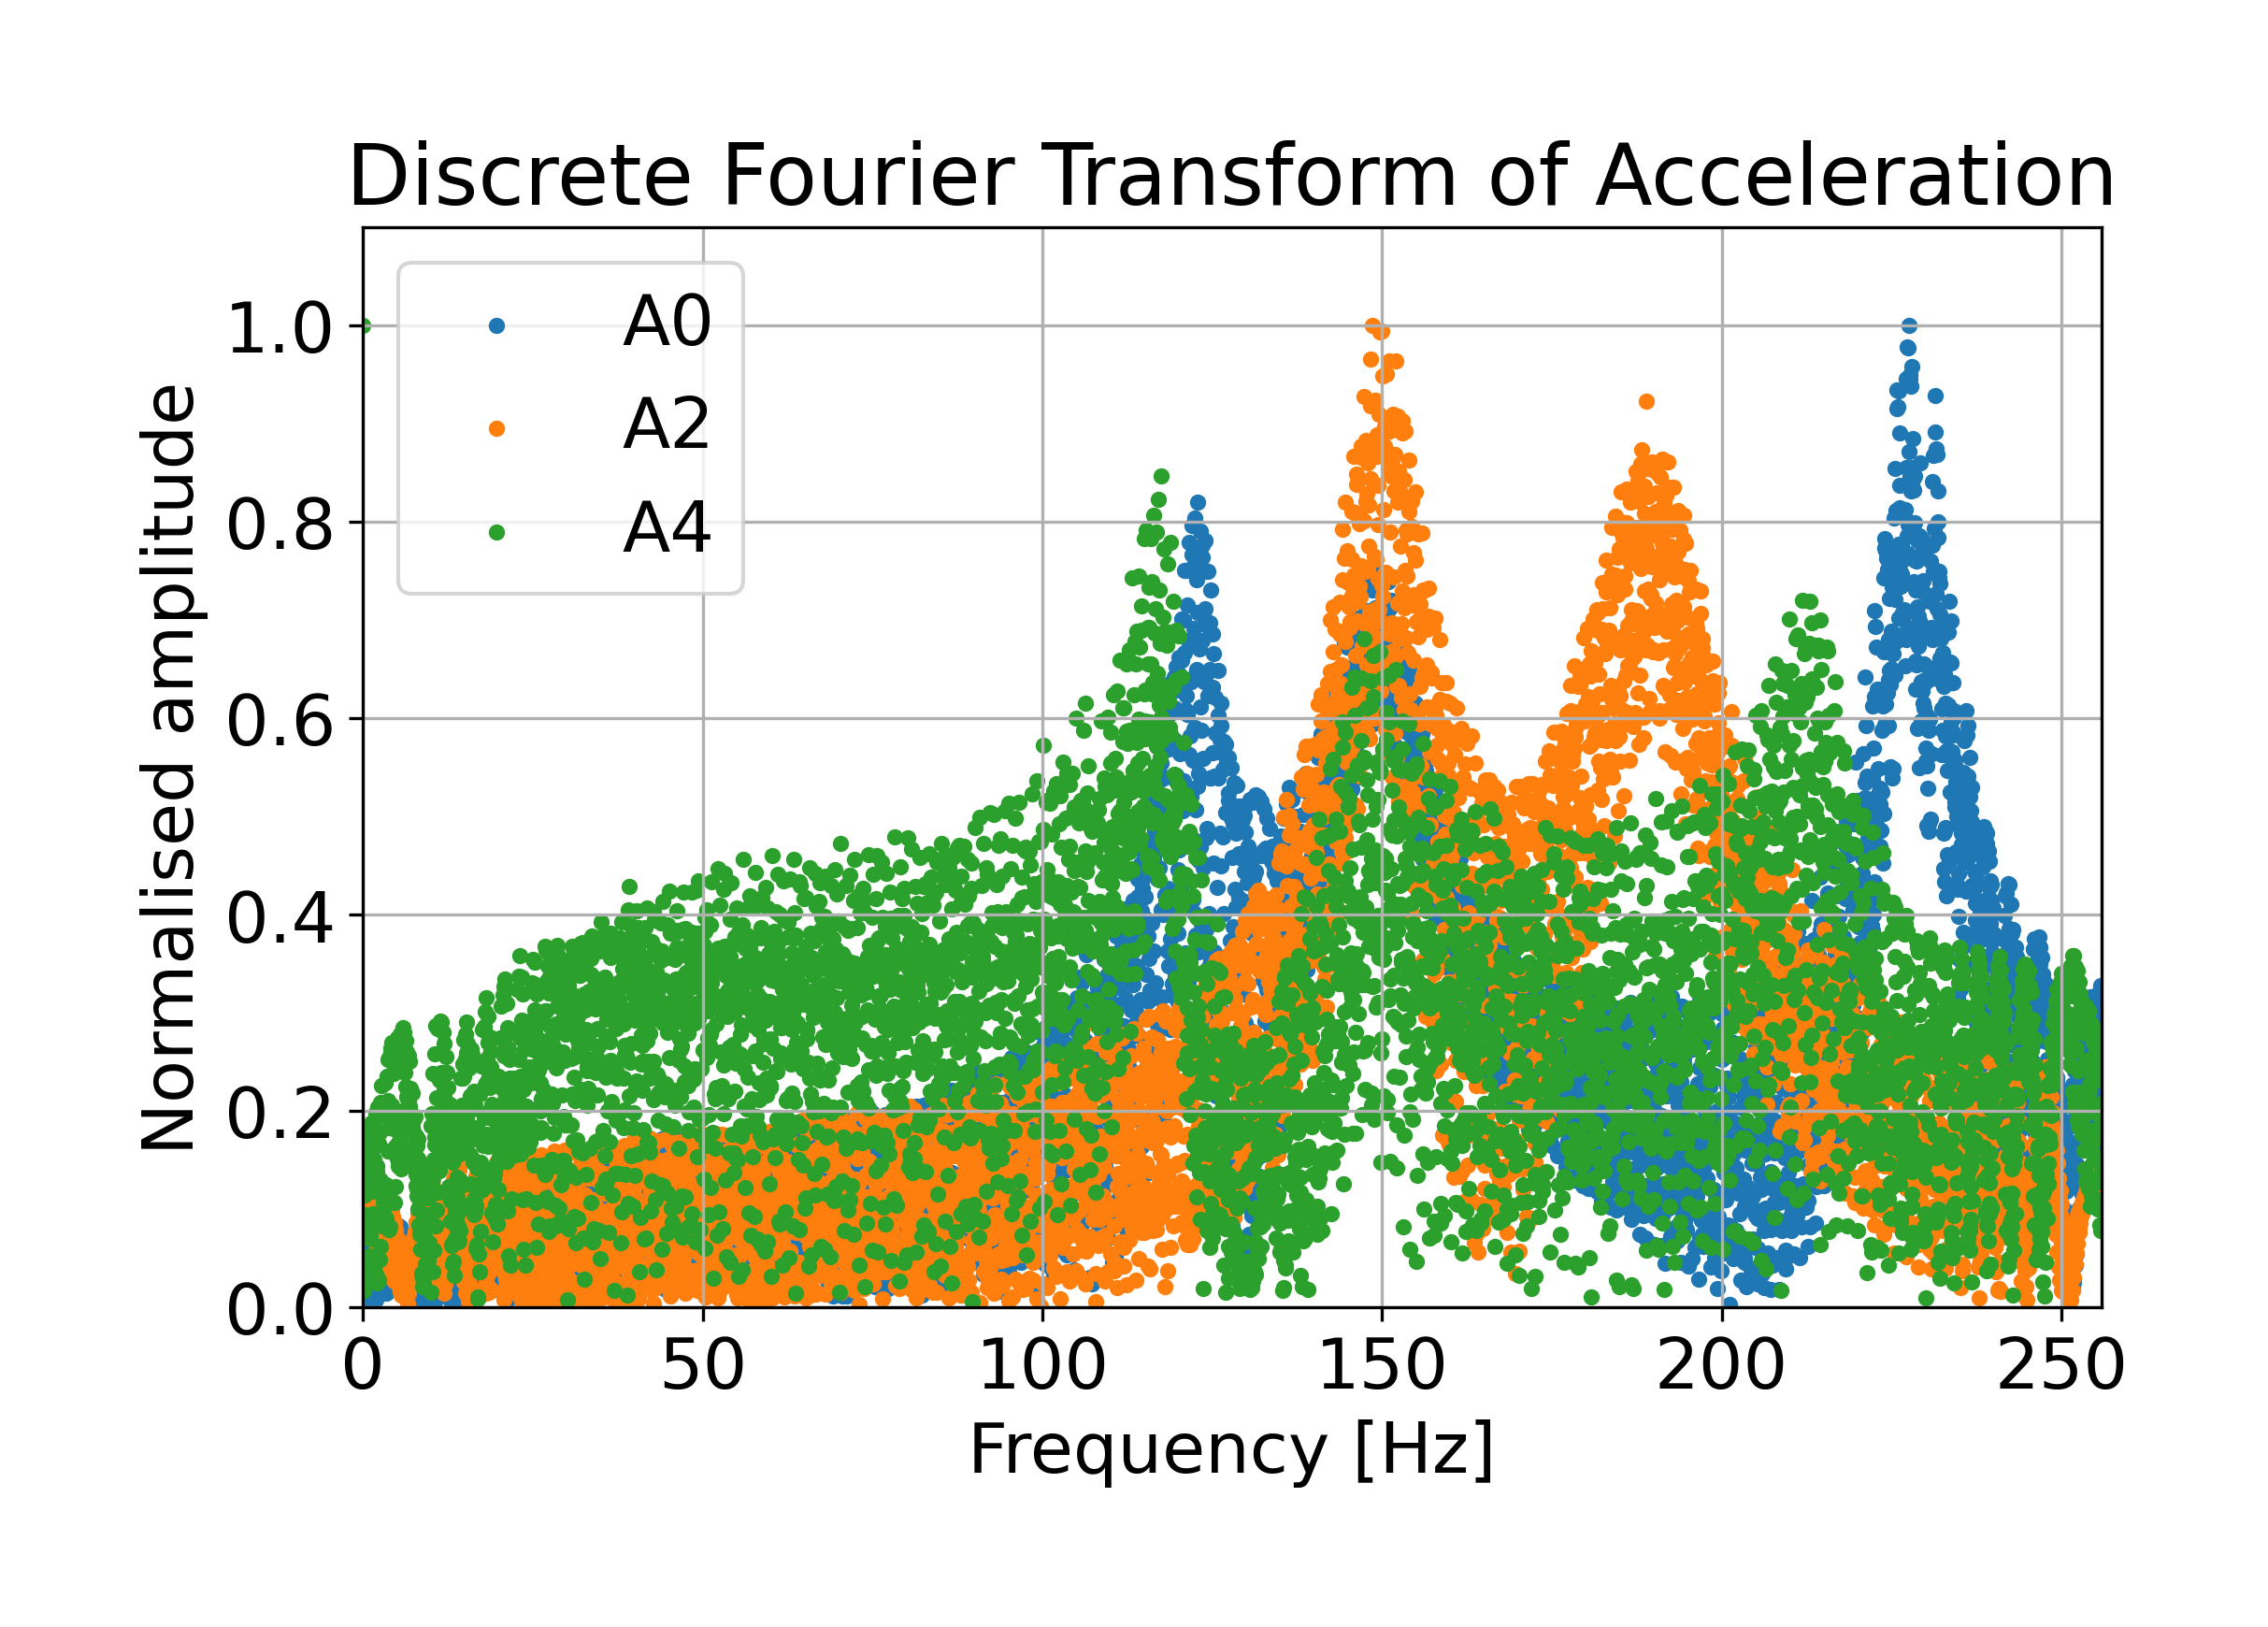 Discrete Fourier Transform of Acceleration
A0
A2
A4
Normalised amplitude
1.0
0.8
0.6
0.4
0.2
0.0
0 50 100 150 200 250
Frequency [Hz]